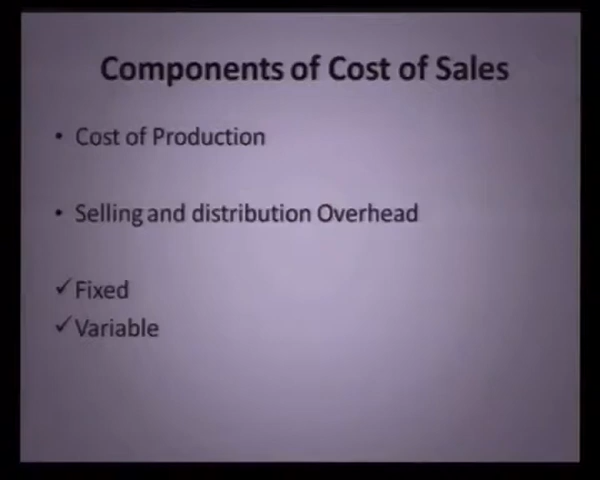 Components of Cost of Sales
• Cost of Production
• Selling and distribution Overhead
✓ Fixed
✓ Variable